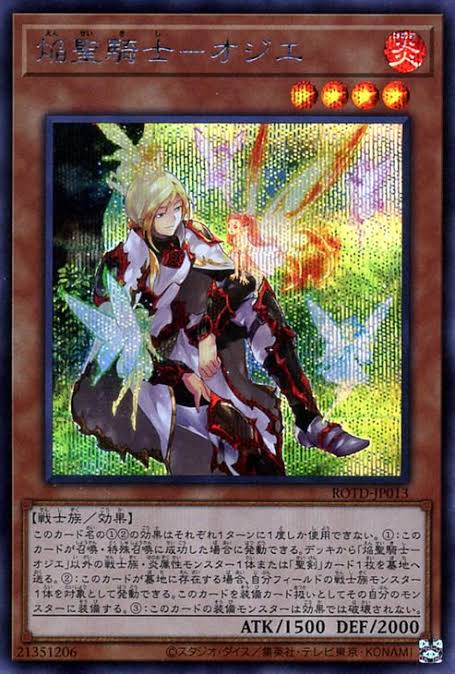 焔聖騎士-オジエ
炎
ROTD-JP013
【戦士族/効果】
このカード名の①②の効果はそれぞれ1ターンに1度しか使用できない。①:この
カードが召喚・特殊召喚に成功した場合に発動できる。デッキから「焔聖騎士-
オジエ」以外の戦士族・炎属性モンスター1体または「聖剣」カード1枚を墓地へ
送る。②:このカードが墓地に存在する場合、自分フィールドの戦士族モンスター
1体を対象として発動できる。このカードを装備カード扱いとしてその自分のモン
スターに装備する。③:このカードの装備モンスターは効果では破壊されない。
ATK/1500 DEF/2000
21351206
©スタジオ・ダイス/集英社・テレビ東京・KONAMI